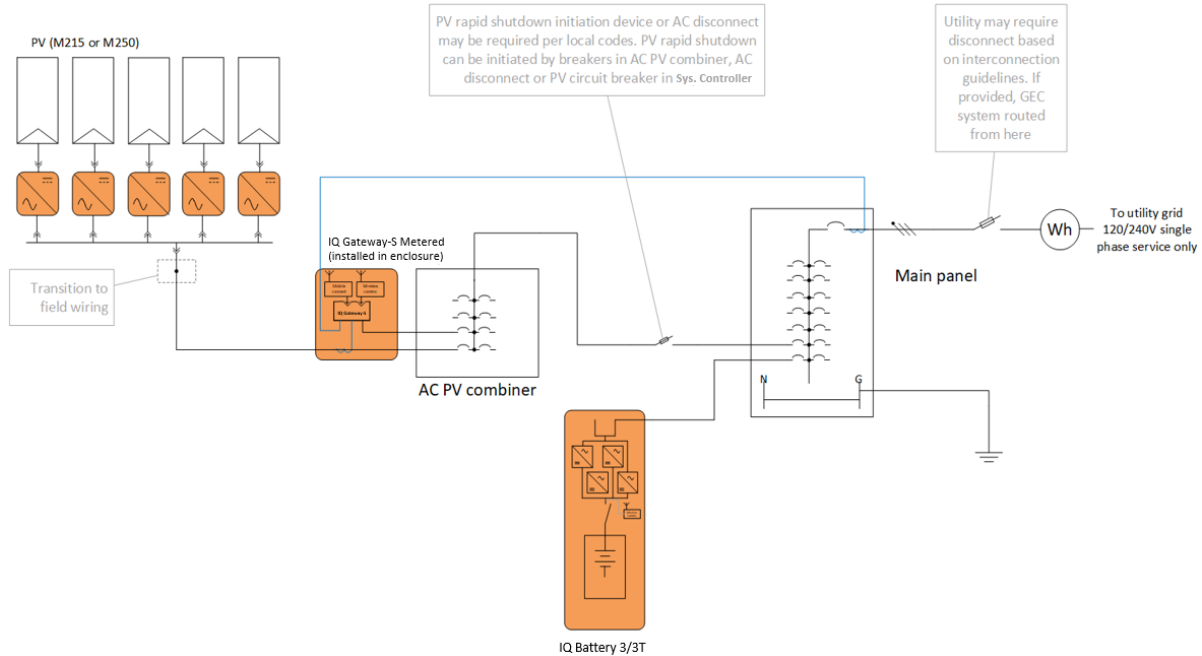 PV (M215 or M250)
PV rapid shutdown initiation device or AC disconnect
may be required per local codes. PV rapid shutdown
can be initiated by breakers in AC PV combiner, AC
disconnect or PV circuit breaker in Sys. Controller
Utility may require
disconnect based
on interconnection
guidelines. If
provided, GEC
system routed
from here
Wh
To utility grid
120/240V single
phase service only
Main panel
IQ Gateway-S Metered
(installed in enclosure)
IQ Gateway-S
Transition to
field wiring
AC PV combiner
N
G
IQ Battery 3/3T